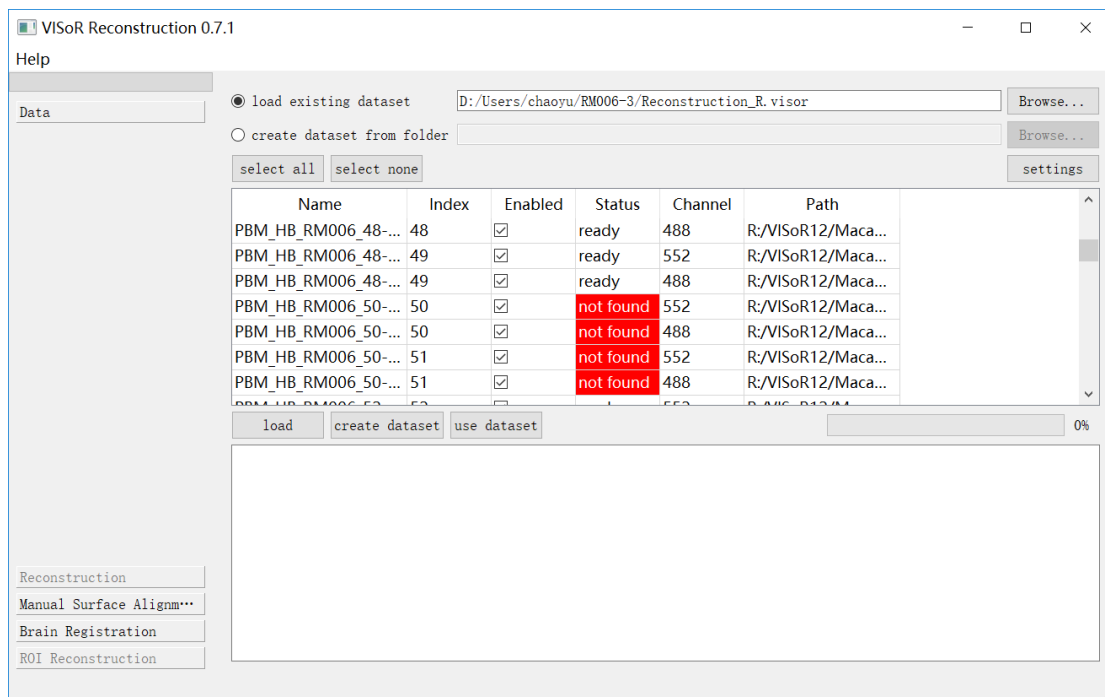 VISoR Reconstruction 0.7.1
Help
Data
load existing dataset D:/Users/chaoyu/RM006-3/Reconstruction_R.visor Browse...
create dataset from folder Browse...
select all select none settings
Name Index Enabled Status Channel Path
PBM_HB_RM006_48-... 48 ready 488 R:/VISoR12/Maca...
PBM_HB_RM006_48-... 49 ready 552 R:/VISoR12/Maca...
PBM_HB_RM006_48-... 49 ready 488 R:/VISoR12/Maca...
PBM_HB_RM006_50-... 50 not found 552 R:/VISoR12/Maca...
PBM_HB_RM006_50-... 50 not found 488 R:/VISoR12/Maca...
PBM_HB_RM006_50-... 51 not found 552 R:/VISoR12/Maca...
PBM_HB_RM006_50-... 51 not found 488 R:/VISoR12/Maca...
load create dataset use dataset 0%
Reconstruction
Manual Surface Alignm…
Brain Registration
ROI Reconstruction